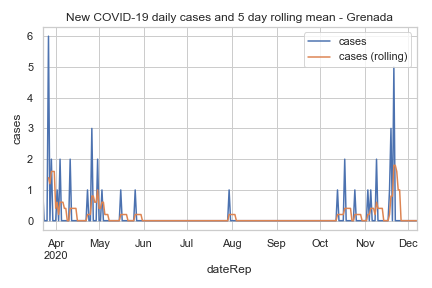 New COVID-19 daily cases and 5 day rolling mean - Grenada
cases
cases (rolling)
cases
6
5
4
3
2
1
0
Apr May Jun Jul Aug Sep Oct Nov Dec
2020
dateRep